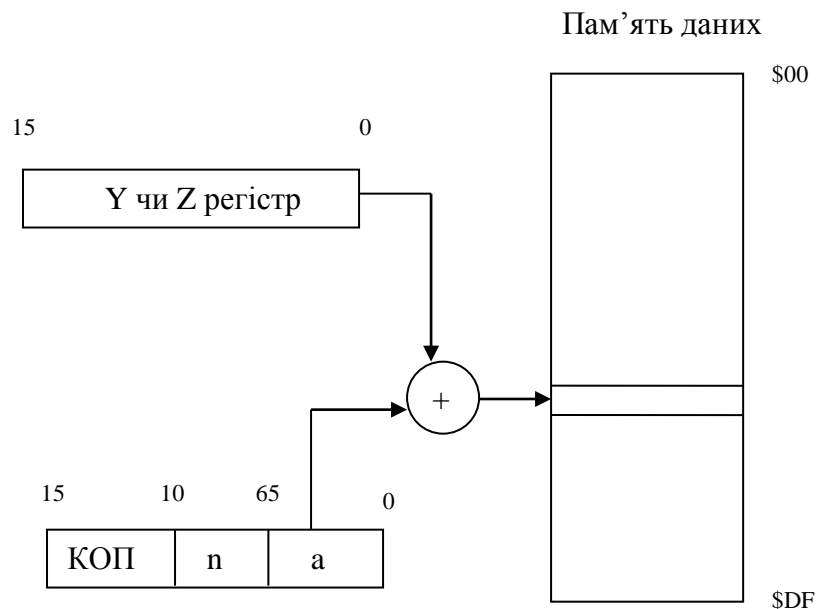 Пам’ять даних
$00
15 0
Y чи Z регістр
+
15 10 65 0
КОП n a
$DF